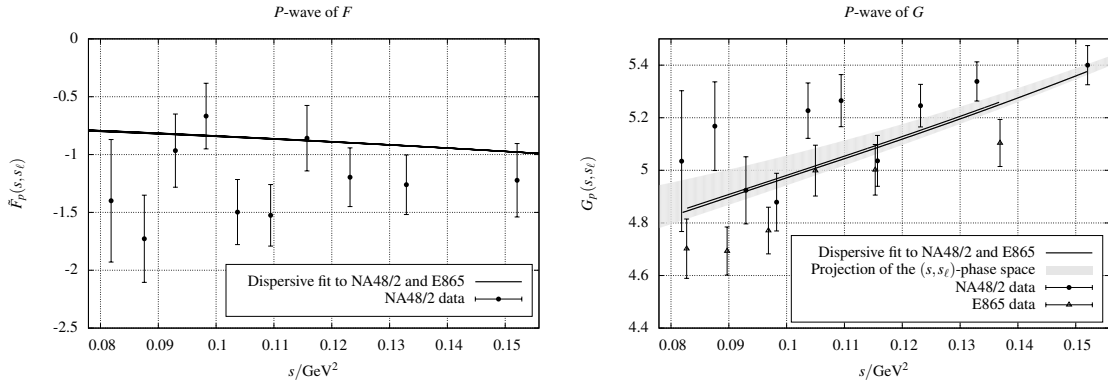 P-wave of F
0
-0.5
-1
-1.5
-2
-2.5
F̃p(s,sℓ)
0.08 0.09 0.1 0.11 0.12 0.13 0.14 0.15
s/GeV²
Dispersive fit to NA48/2 and E865
NA48/2 data
P-wave of G
5.4
5.2
5
4.8
4.6
4.4
Gp(s,sℓ)
0.08 0.09 0.1 0.11 0.12 0.13 0.14 0.15
s/GeV²
Dispersive fit to NA48/2 and E865
Projection of the (s,sℓ)-phase space
NA48/2 data
E865 data